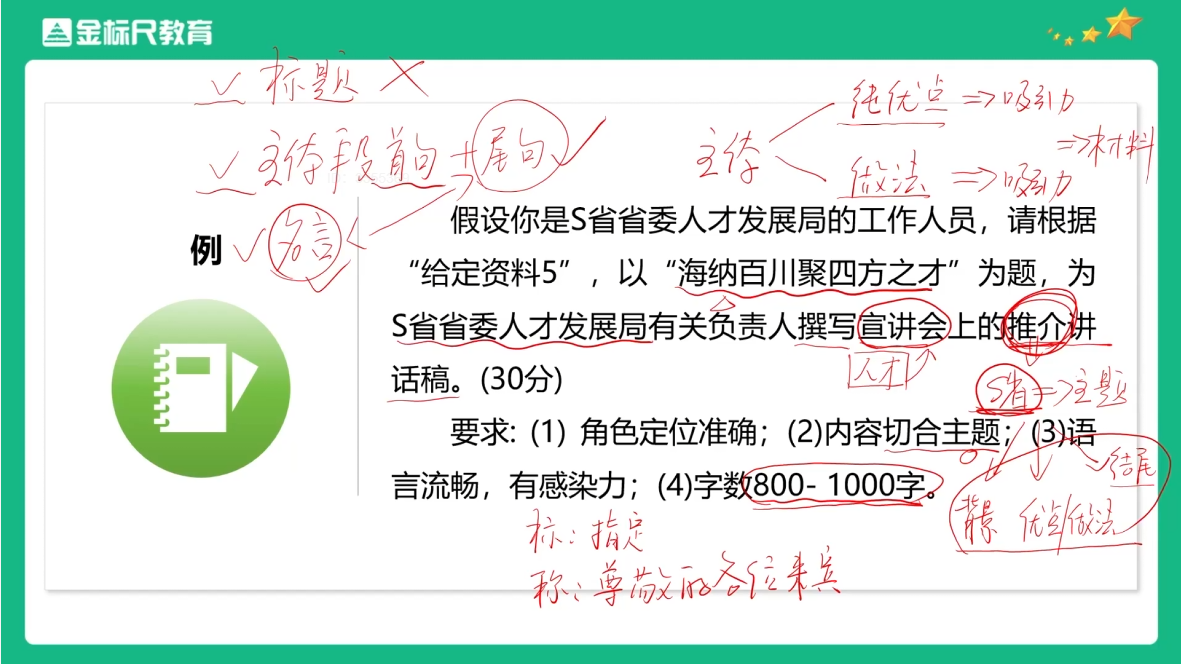 金标尺教育
标题
主体段首句+尾句
名言
主体
纯优点 => 吸引力
做法 => 吸引力
=>材料
例
假设你是S省省委人才发展局的工作人员，请根据
“给定资料5”，以“海纳百川聚四方之才”为题，为
S省省委人才发展局有关负责人撰写宣讲会上的推介讲
人才
话稿。(30分)
S省 => 主题
要求: (1) 角色定位准确；(2)内容切合主题；(3)语
言流畅，有感染力；(4)字数800- 1000字。
结尾
背景 优点/做法
标：指定
称：尊敬的各位来宾